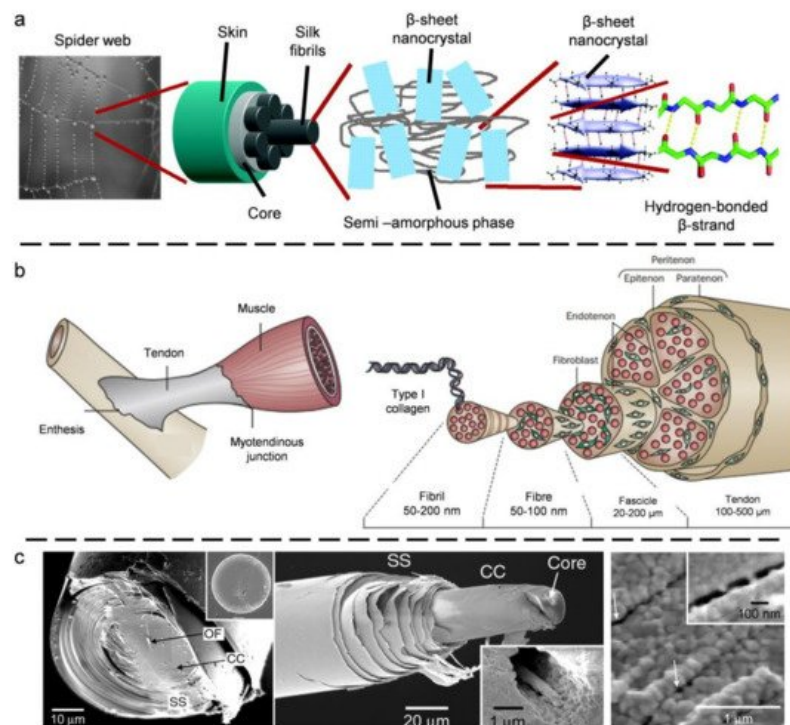 a
Spider web
Skin
Silk
fibrils
β-sheet
nanocrystal
β-sheet
nanocrystal
Core
Semi –amorphous phase
Hydrogen-bonded
β-strand
b
Peritenon
Epitenon Paratenon
Endotenon
Fibroblast
Muscle
Tendon
Type I
collagen
Enthesis
Myotendinous
junction
Fibril
50-200 nm
Fibre
50-100 nm
Fascicle
20-200 μm
Tendon
100-500 μm
c
SS
CC
Core
OF
CC
SS
10 μm
20 μm
1 μm
100 nm
1 μm